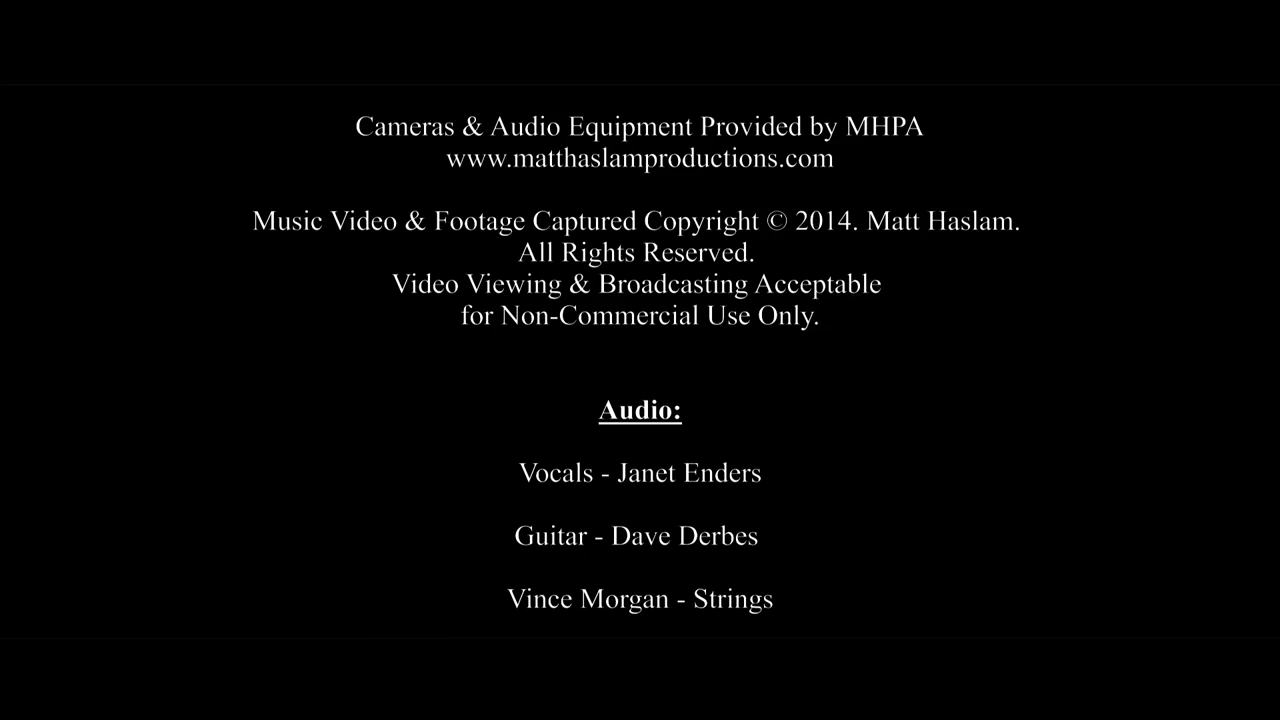 Cameras & Audio Equipment Provided by MHPA
www.matthaslamproductions.com
Music Video & Footage Captured Copyright © 2014. Matt Haslam.
All Rights Reserved.
Video Viewing & Broadcasting Acceptable
for Non-Commercial Use Only.
Audio:
Vocals - Janet Enders
Guitar - Dave Derbes
Vince Morgan - Strings